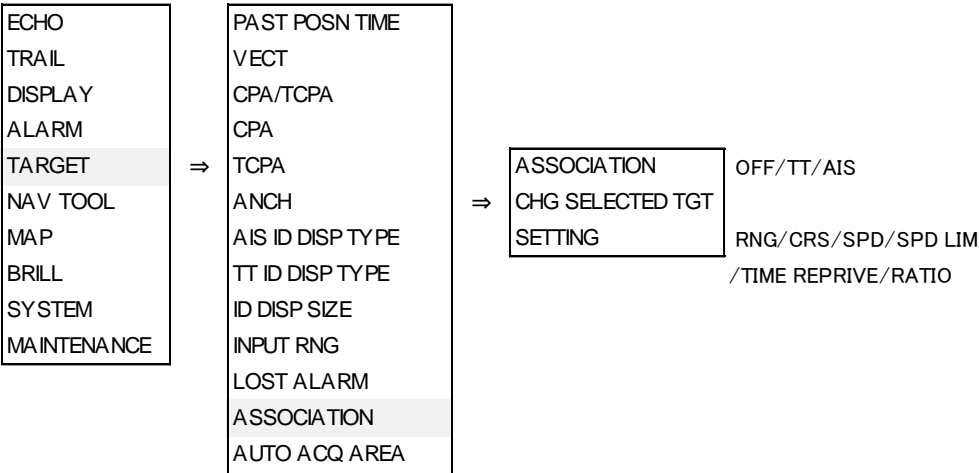 ECHO
TRAIL
DISPLAY
ALARM
TARGET
NAV TOOL
MAP
BRILL
SYSTEM
MAINTENANCE
⇒
PAST POSN TIME
VECT
CPA/TCPA
CPA
TCPA
ANCH
AIS ID DISP TYPE
TT ID DISP TYPE
ID DISP SIZE
INPUT RNG
LOST ALARM
ASSOCIATION
AUTO ACQ AREA
⇒
ASSOCIATION OFF/TT/AIS
CHG SELECTED TGT
SETTING RNG/CRS/SPD/SPD LIM
/TIME REPRIVE/RATIO